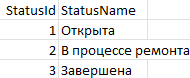 StatusId StatusName
1 Открыта
2 В процессе ремонта
3 Завершена